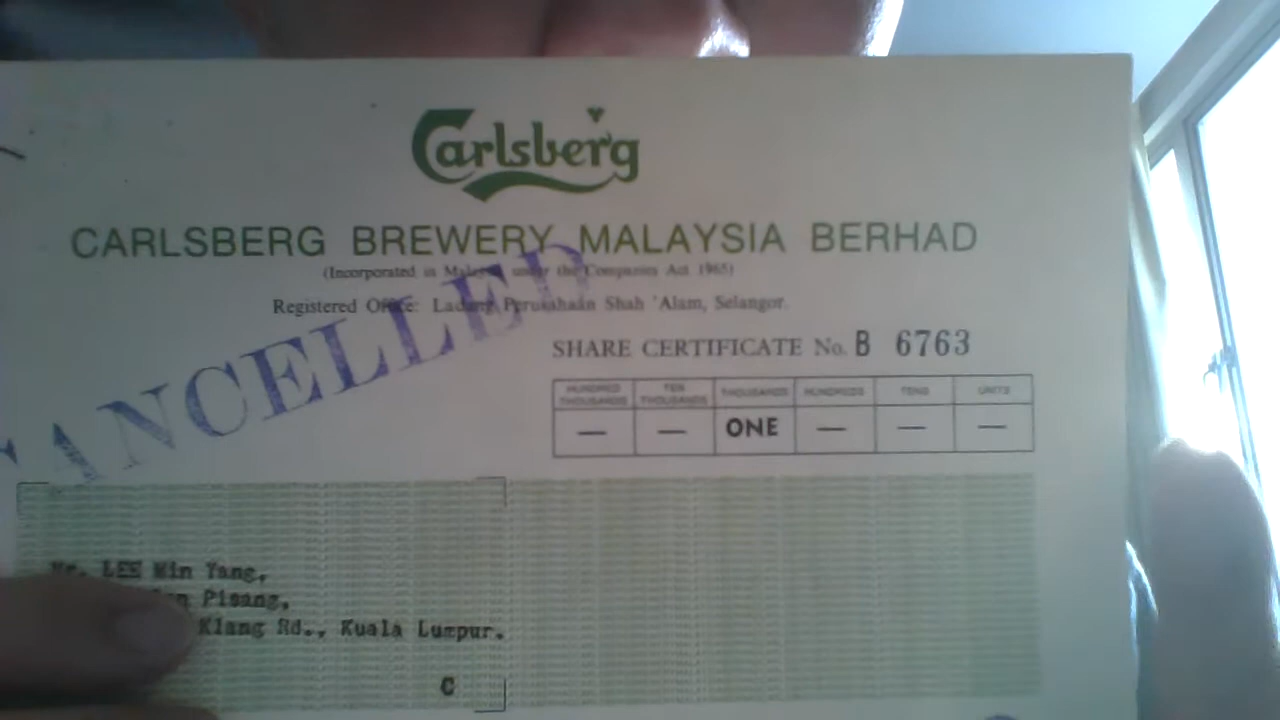 Carlsberg
CARLSBERG BREWERY MALAYSIA BERHAD
(Incorporated in Malaysia under the Companies Act 1965)
Registered Office: Ladang Perusahaan Shah 'Alam, Selangor.
CANCELLED
SHARE CERTIFICATE No. B 6763
HUNDRED THOUSANDS TEN THOUSANDS THOUSANDS HUNDREDS TENS UNITS
— — ONE — — —
Mr. LEE Min Yang,
Pisang,
Klang Rd., Kuala Lumpur.
C